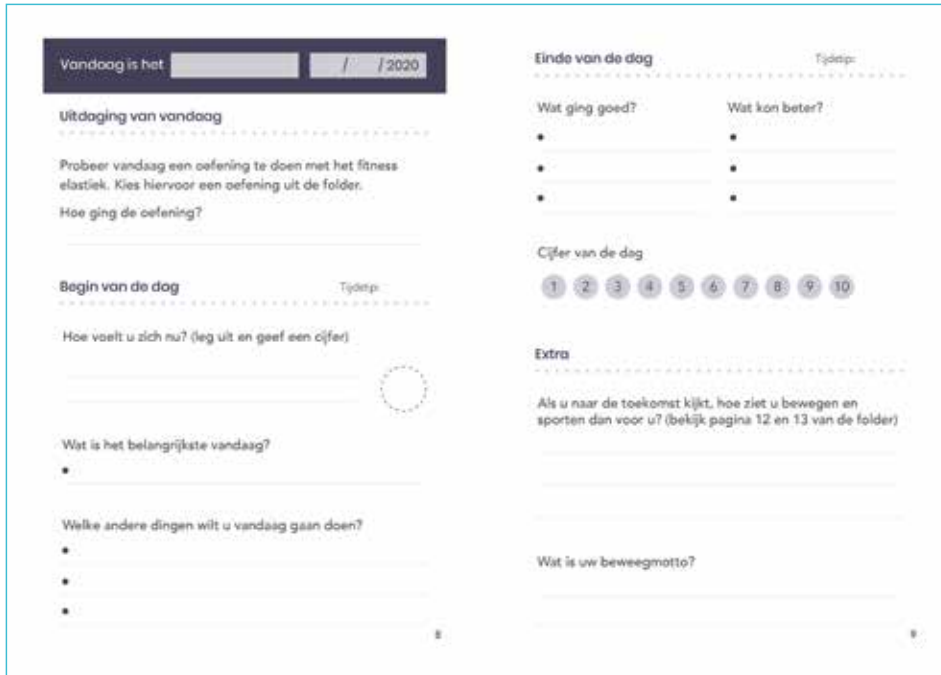 Vandaag is het
/ / 2020
Uitdaging van vandaag
Probeer vandaag een oefening te doen met het fitness
elastiek. Kies hiervoor een oefening uit de folder.
Hoe ging de oefening?
Begin van de dag Tijdstip:
Hoe voelt u zich nu? (leg uit en geef een cijfer)
Wat is het belangrijkste vandaag?
•
Welke andere dingen wilt u vandaag gaan doen?
•
•
•
8
Einde van de dag Tijdstip:
Wat ging goed? Wat kon beter?
• •
• •
• •
Cijfer van de dag
1 2 3 4 5 6 7 8 9 10
Extra
Als u naar de toekomst kijkt, hoe ziet u bewegen en
sporten dan voor u? (bekijk pagina 12 en 13 van de folder)
Wat is uw beweegmotto?
9